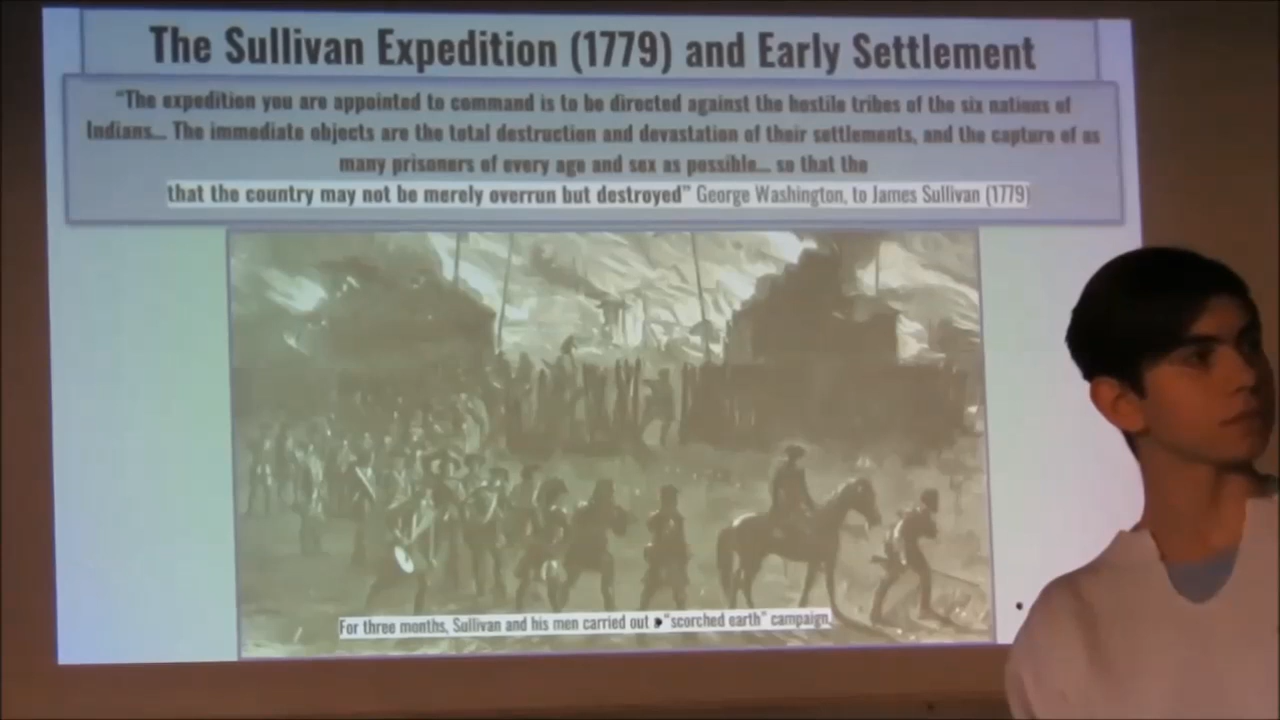 The Sullivan Expedition (1779) and Early Settlement
"The expedition you are appointed to command is to be directed against the hostile tribes of the six nations of
Indians... The immediate objects are the total destruction and devastation of their settlements, and the capture of as
many prisoners of every age and sex as possible... so that the
that the country may not be merely overrun but destroyed" George Washington, to James Sullivan (1779)
For three months, Sullivan and his men carried out a "scorched earth" campaign.